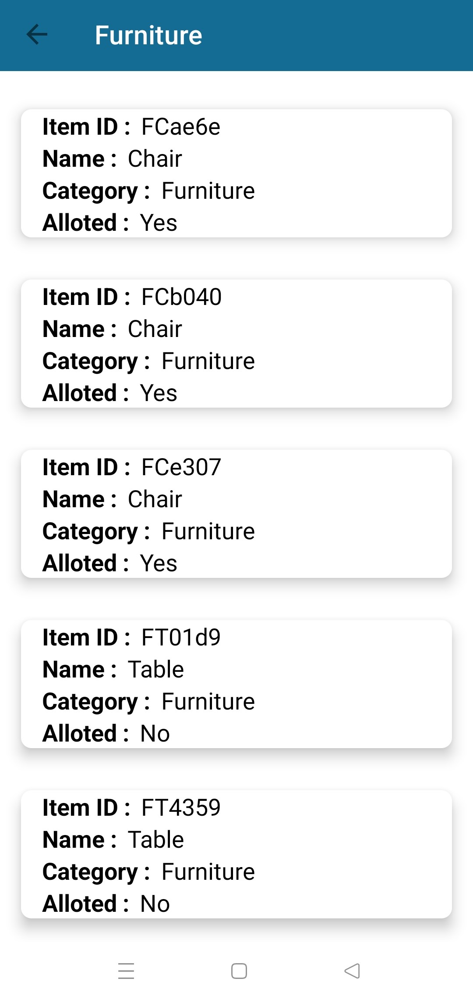 Furniture
Item ID : FCae6e
Name : Chair
Category : Furniture
Alloted : Yes
Item ID : FCb040
Name : Chair
Category : Furniture
Alloted : Yes
Item ID : FCe307
Name : Chair
Category : Furniture
Alloted : Yes
Item ID : FT01d9
Name : Table
Category : Furniture
Alloted : No
Item ID : FT4359
Name : Table
Category : Furniture
Alloted : No